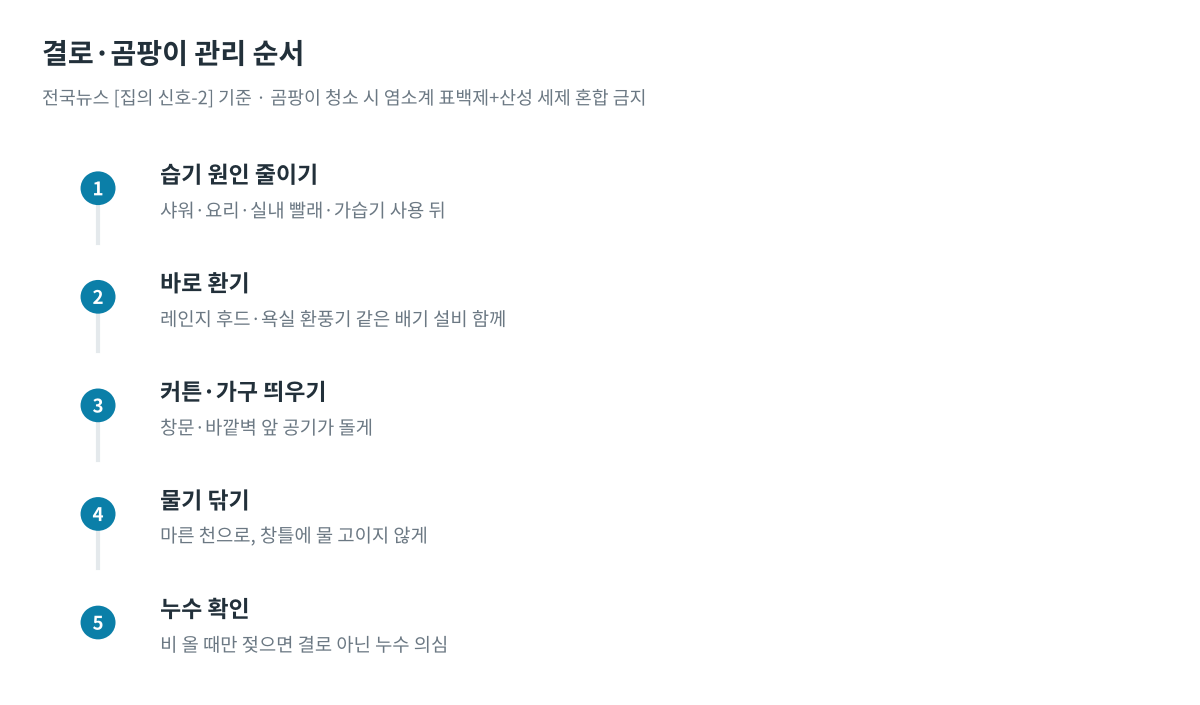 결로·곰팡이 관리 순서
전국뉴스 [집의 신호-2] 기준 · 곰팡이 청소 시 염소계 표백제+산성 세제 혼합 금지
1
습기 원인 줄이기
샤워·요리·실내 빨래·가습기 사용 뒤
2
바로 환기
레인지 후드·욕실 환풍기 같은 배기 설비 함께
3
커튼·가구 띄우기
창문·바깥벽 앞 공기가 돌게
4
물기 닦기
마른 천으로, 창틀에 물 고이지 않게
5
누수 확인
비 올 때만 젖으면 결로 아닌 누수 의심